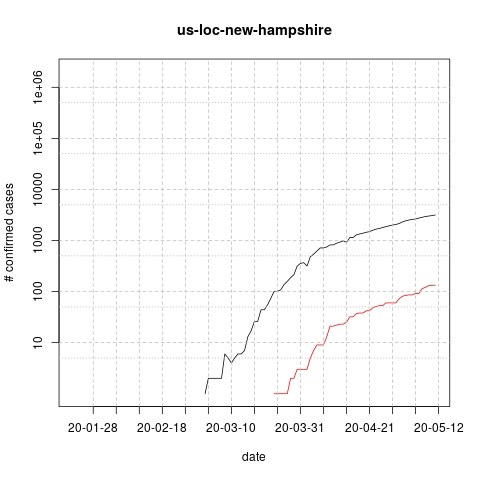 us-loc-new-hampshire
# confirmed cases
1e+06
1e+05
10000
1000
100
10
20-01-28 20-02-18 20-03-10 20-03-31 20-04-21 20-05-12
date